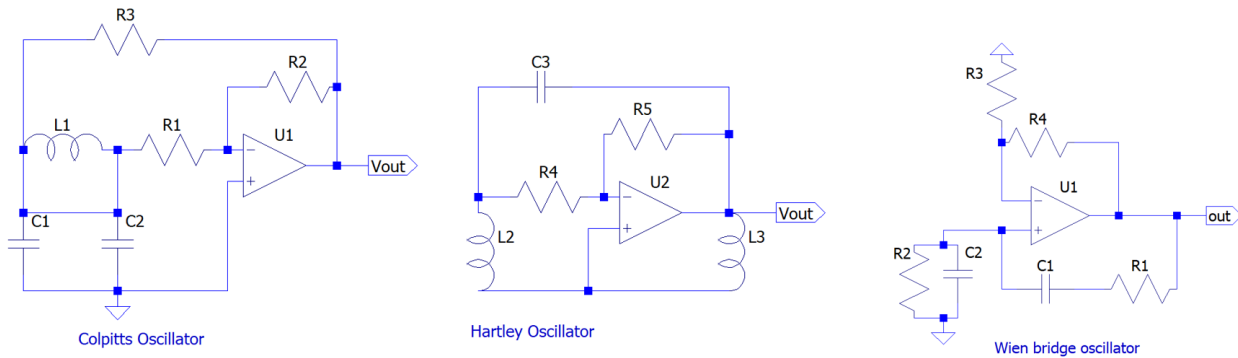 R3
R2
L1
R1
U1
Vout
C1
C2
Colpitts Oscillator
C3
R5
R4
U2
Vout
L2
L3
Hartley Oscillator
R3
R4
U1
out
R2
C2
C1
R1
Wien bridge oscillator